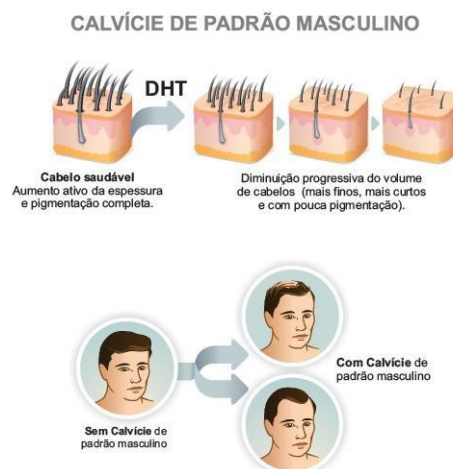 CALVÍCIE DE PADRÃO MASCULINO
DHT
Cabelo saudável
Aumento ativo da espessura
e pigmentação completa.
Diminuição progressiva do volume
de cabelos (mais finos, mais curtos
e com pouca pigmentação).
Com Calvície de
padrão masculino
Sem Calvície de
padrão masculino